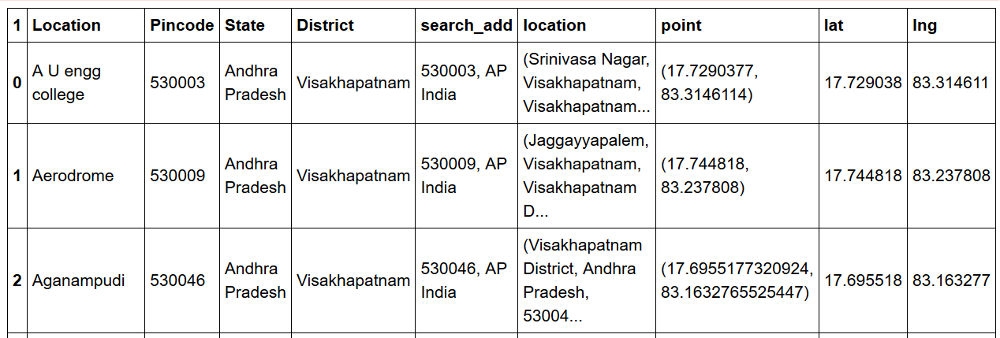 1 Location Pincode State District search_add location point lat lng
0 A U engg college 530003 Andhra Pradesh Visakhapatnam 530003, AP India (Srinivasa Nagar, Visakhapatnam, Visakhapatnam... (17.7290377, 83.3146114) 17.729038 83.314611
1 Aerodrome 530009 Andhra Pradesh Visakhapatnam 530009, AP India (Jaggayyapalem, Visakhapatnam, Visakhapatnam D... (17.744818, 83.237808) 17.744818 83.237808
2 Aganampudi 530046 Andhra Pradesh Visakhapatnam 530046, AP India (Visakhapatnam District, Andhra Pradesh, 53004... (17.6955177320924, 83.1632765525447) 17.695518 83.163277